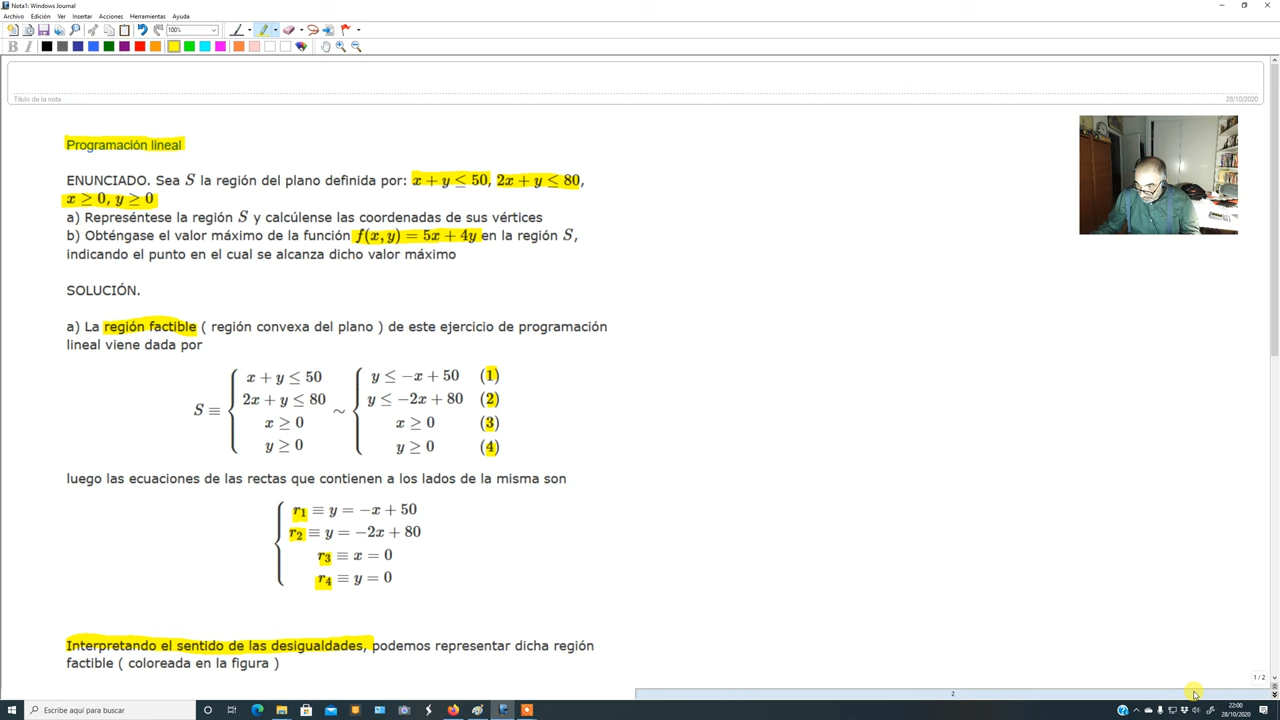 Nota1: Windows Journal
Archivo Edición Ver Insertar Acciones Herramientas Ayuda
100%
Título de la nota
28/10/2020
Programación lineal
ENUNCIADO. Sea S la región del plano definida por: x + y ≤ 50, 2x + y ≤ 80,
x ≥ 0, y ≥ 0
a) Represéntese la región S y calcúlense las coordenadas de sus vértices
b) Obténgase el valor máximo de la función f(x, y) = 5x + 4y en la región S,
indicando el punto en el cual se alcanza dicho valor máximo
SOLUCIÓN.
a) La región factible ( región convexa del plano ) de este ejercicio de programación
lineal viene dada por
x + y ≤ 50 y ≤ −x + 50 (1)
2x + y ≤ 80 y ≤ −2x + 80 (2)
S ≡ ∼
x ≥ 0 x ≥ 0 (3)
y ≥ 0 y ≥ 0 (4)
luego las ecuaciones de las rectas que contienen a los lados de la misma son
r₁ ≡ y = −x + 50
r₂ ≡ y = −2x + 80
r₃ ≡ x = 0
r₄ ≡ y = 0
Interpretando el sentido de las desigualdades, podemos representar dicha región
factible ( coloreada en la figura )
1 / 2
2
Escribe aquí para buscar
22:00
28/10/2020